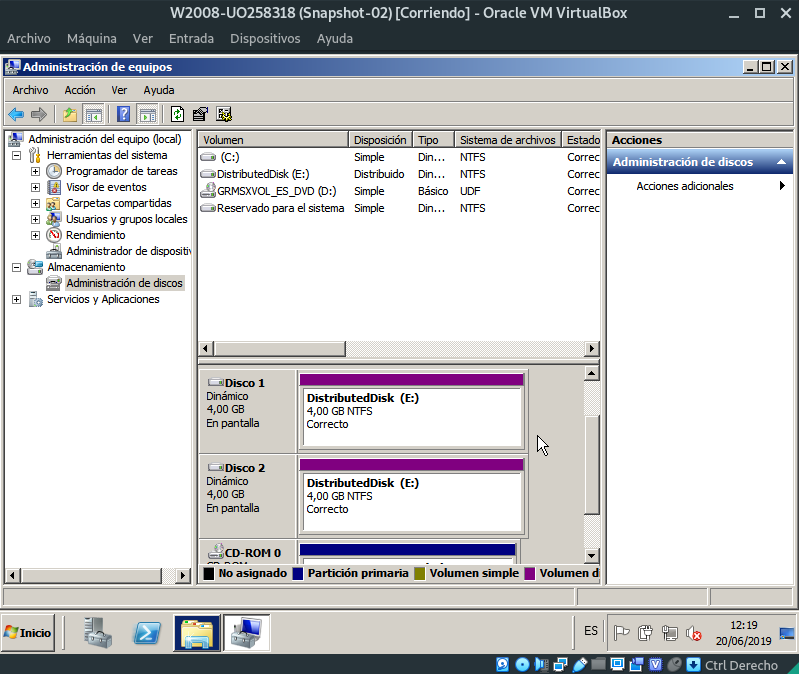 W2008-UO258318 (Snapshot-02) [Corriendo] - Oracle VM VirtualBox
Archivo Máquina Ver Entrada Dispositivos Ayuda
Administración de equipos
Archivo Acción Ver Ayuda
Administración del equipo (local)
Herramientas del sistema
Programador de tareas
Visor de eventos
Carpetas compartidas
Usuarios y grupos locales
Rendimiento
Administrador de dispositiv
Almacenamiento
Administración de discos
Servicios y Aplicaciones
Volumen Disposición Tipo Sistema de archivos Estado
(C:) Simple Din... NTFS Correc
DistributedDisk (E:) Distribuido Din... NTFS Correc
GRMSXVOL_ES_DVD (D:) Simple Básico UDF Correc
Reservado para el sistema Simple Din... NTFS Correc
Disco 1
Dinámico
4,00 GB
En pantalla
DistributedDisk (E:)
4,00 GB NTFS
Correcto
Disco 2
Dinámico
4,00 GB
En pantalla
DistributedDisk (E:)
4,00 GB NTFS
Correcto
CD-ROM 0
No asignado Partición primaria Volumen simple Volumen d
Acciones
Administración de discos
Acciones adicionales
Inicio
ES
12:19
20/06/2019
Ctrl Derecho